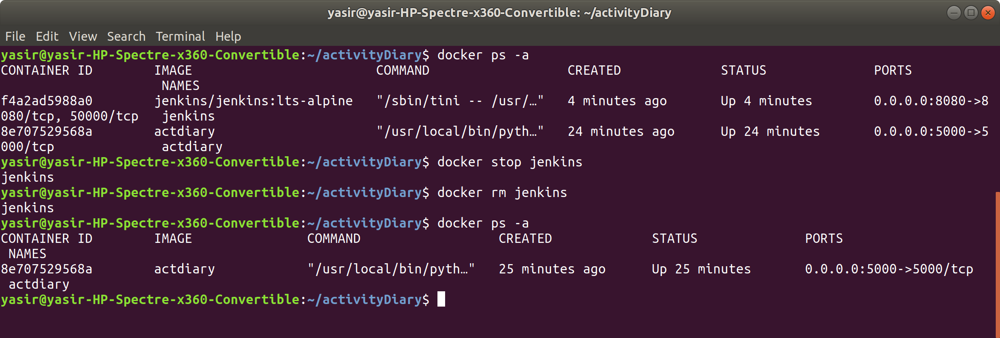 yasir@yasir-HP-Spectre-x360-Convertible: ~/activityDiary
File Edit View Search Terminal Help
yasir@yasir-HP-Spectre-x360-Convertible:~/activityDiary$ docker ps -a
CONTAINER ID        IMAGE                        COMMAND                  CREATED             STATUS              PORTS
                     NAMES
f4a2ad5988a0        jenkins/jenkins:lts-alpine   "/sbin/tini -- /usr/…"   4 minutes ago       Up 4 minutes        0.0.0.0:8080->8
080/tcp, 50000/tcp   jenkins
8e707529568a        actdiary                     "/usr/local/bin/pyth…"   24 minutes ago      Up 24 minutes       0.0.0.0:5000->5
000/tcp              actdiary
yasir@yasir-HP-Spectre-x360-Convertible:~/activityDiary$ docker stop jenkins
jenkins
yasir@yasir-HP-Spectre-x360-Convertible:~/activityDiary$ docker rm jenkins
jenkins
yasir@yasir-HP-Spectre-x360-Convertible:~/activityDiary$ docker ps -a
CONTAINER ID        IMAGE               COMMAND                  CREATED             STATUS              PORTS
 NAMES
8e707529568a        actdiary            "/usr/local/bin/pyth…"   25 minutes ago      Up 25 minutes       0.0.0.0:5000->5000/tcp
 actdiary
yasir@yasir-HP-Spectre-x360-Convertible:~/activityDiary$